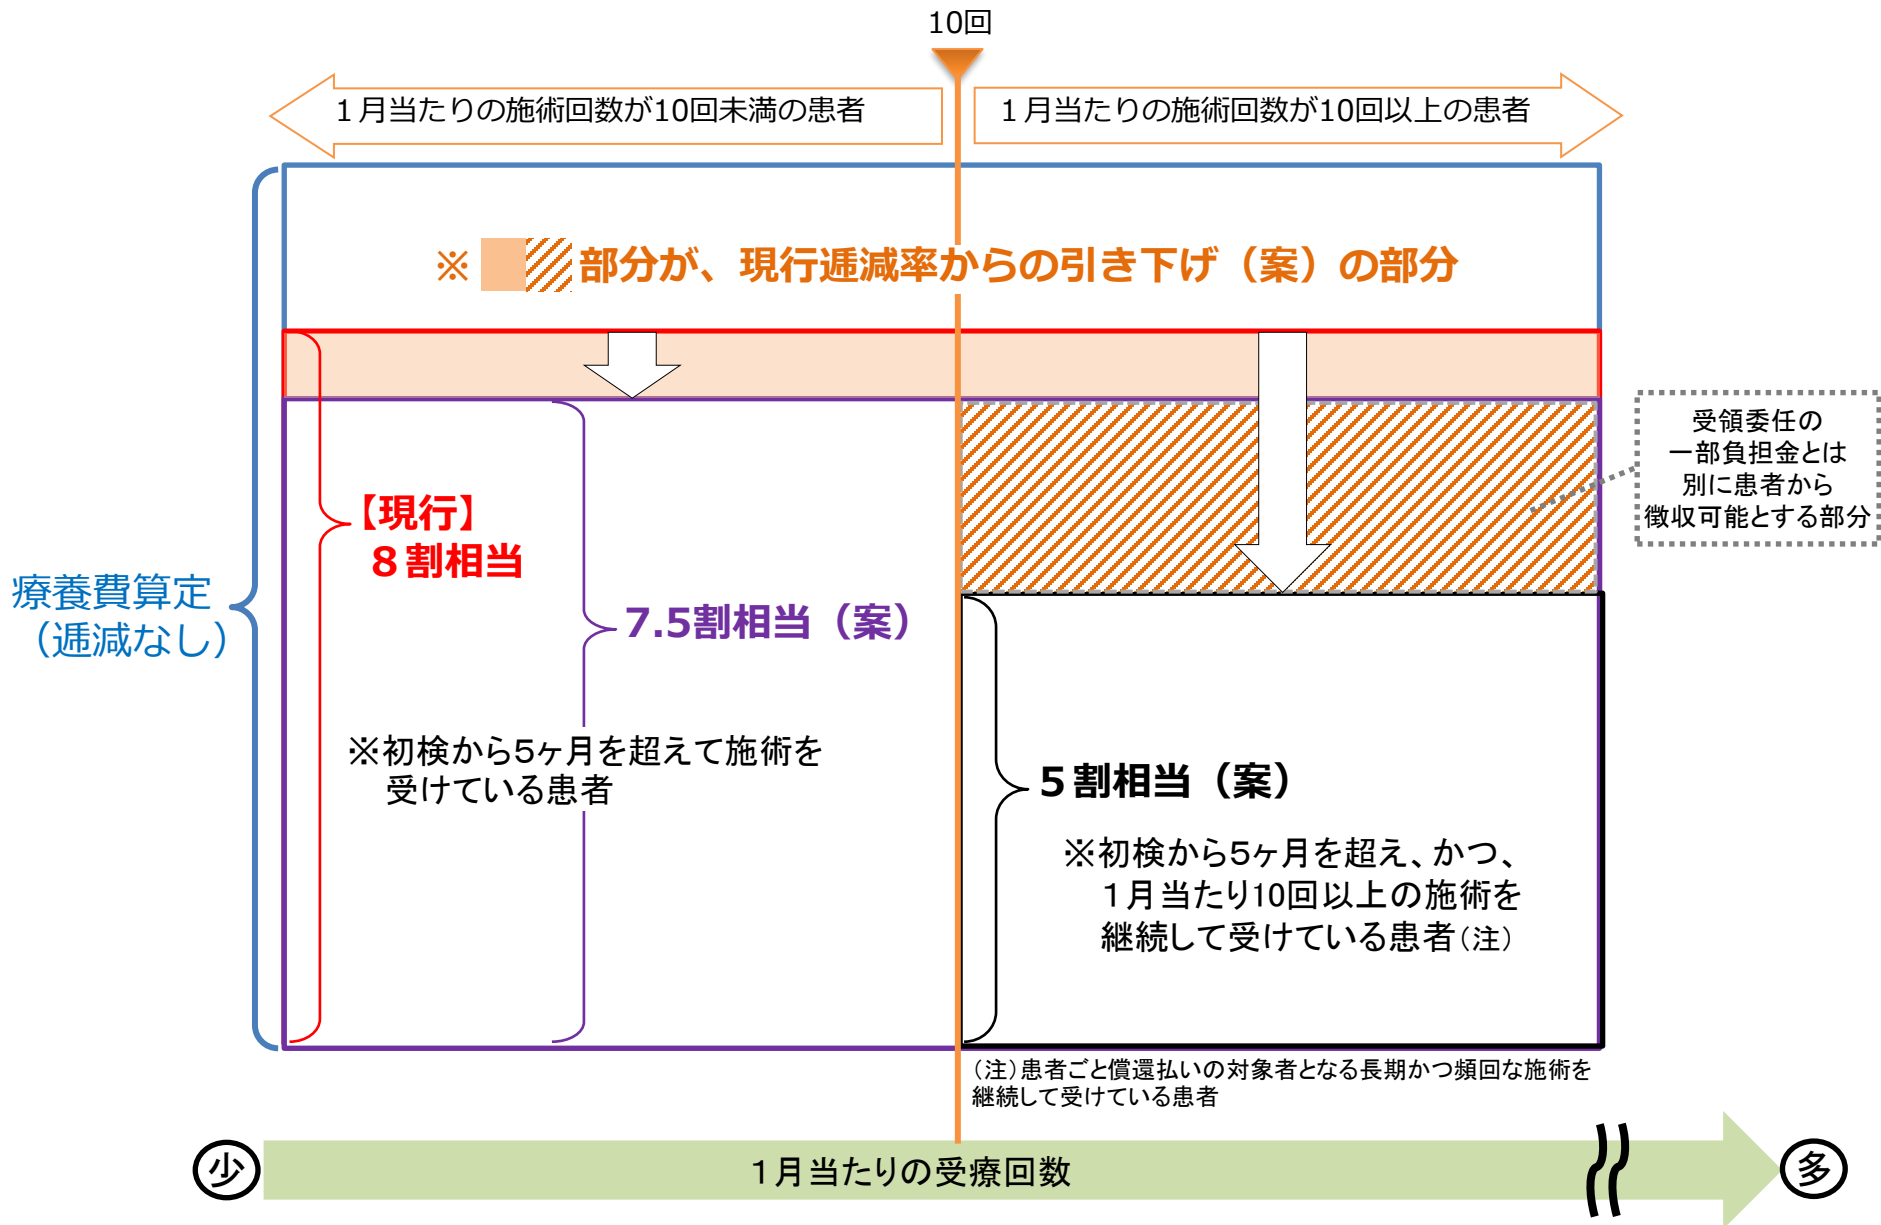 10回
１月当たりの施術回数が10回未満の患者
１月当たりの施術回数が10回以上の患者
※ 部分が、現行逓減率からの引き下げ（案）の部分
受領委任の
一部負担金とは
別に患者から
徴収可能とする部分
【現行】
８割相当
療養費算定
（逓減なし）
7.5割相当（案）
※初検から5ヶ月を超えて施術を
受けている患者
５割相当（案）
※初検から5ヶ月を超え、かつ、
１月当たり10回以上の施術を
継続して受けている患者（注）
（注）患者ごと償還払いの対象者となる長期かつ頻回な施術を
継続して受けている患者
少
１月当たりの受療回数
多